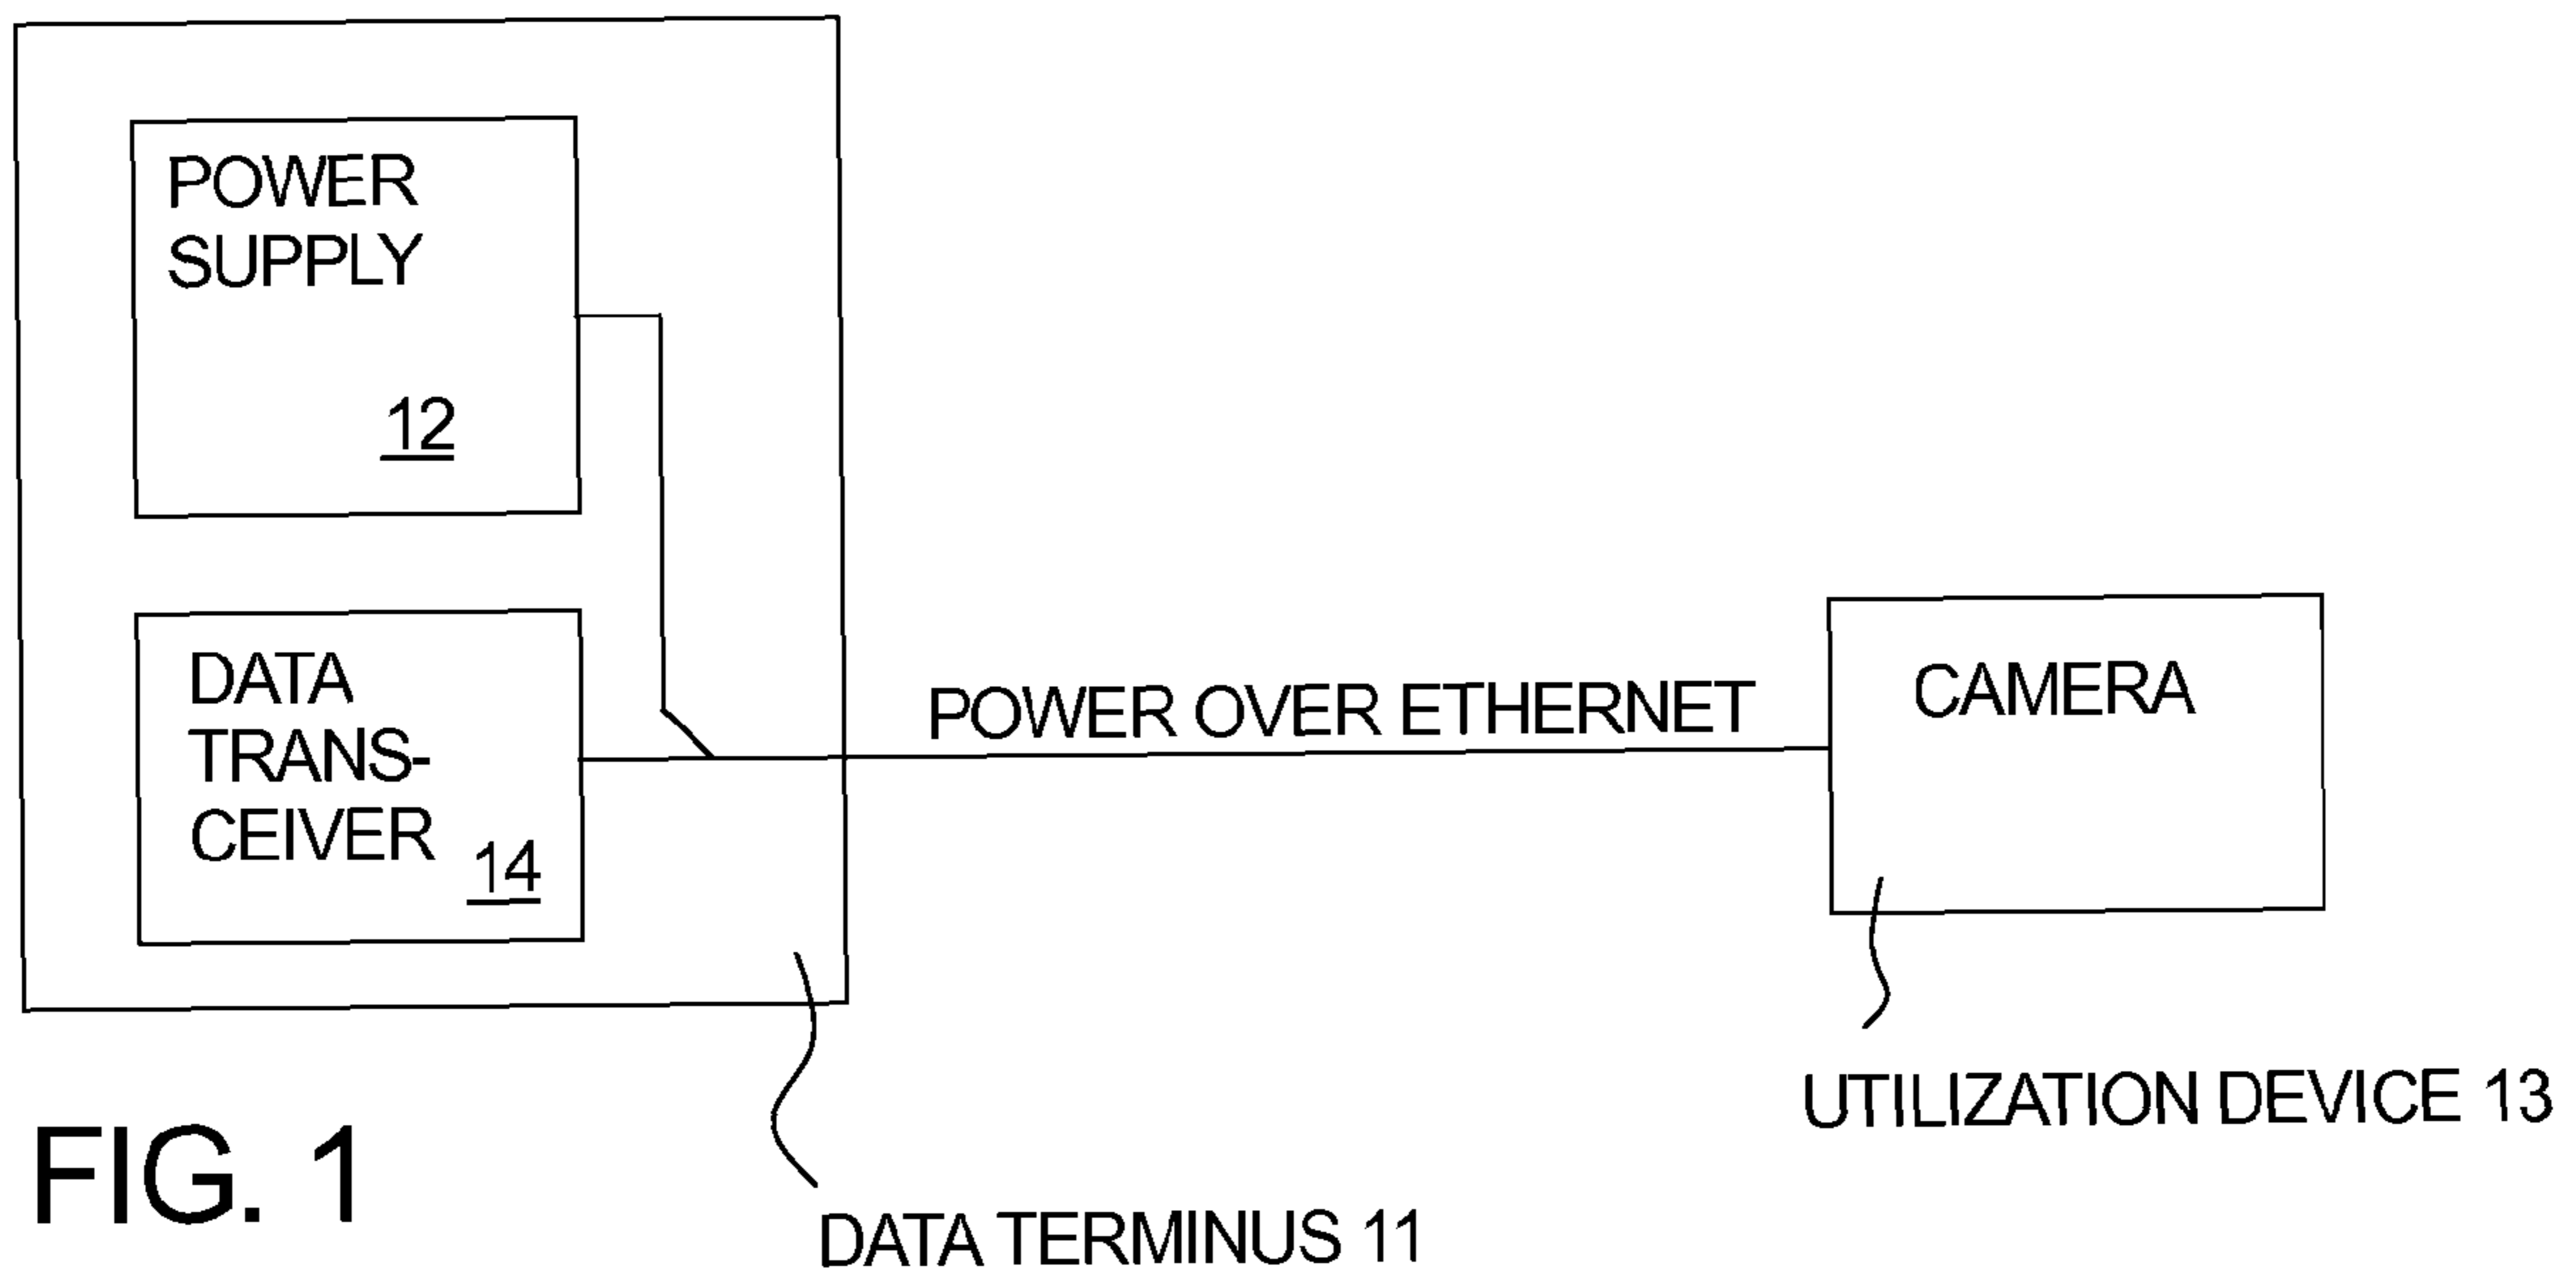 POWER
SUPPLY
12
DATA
TRANS-
CEIVER
14
POWER OVER ETHERNET
CAMERA
UTILIZATION DEVICE 13
DATA TERMINUS 11
FIG. 1